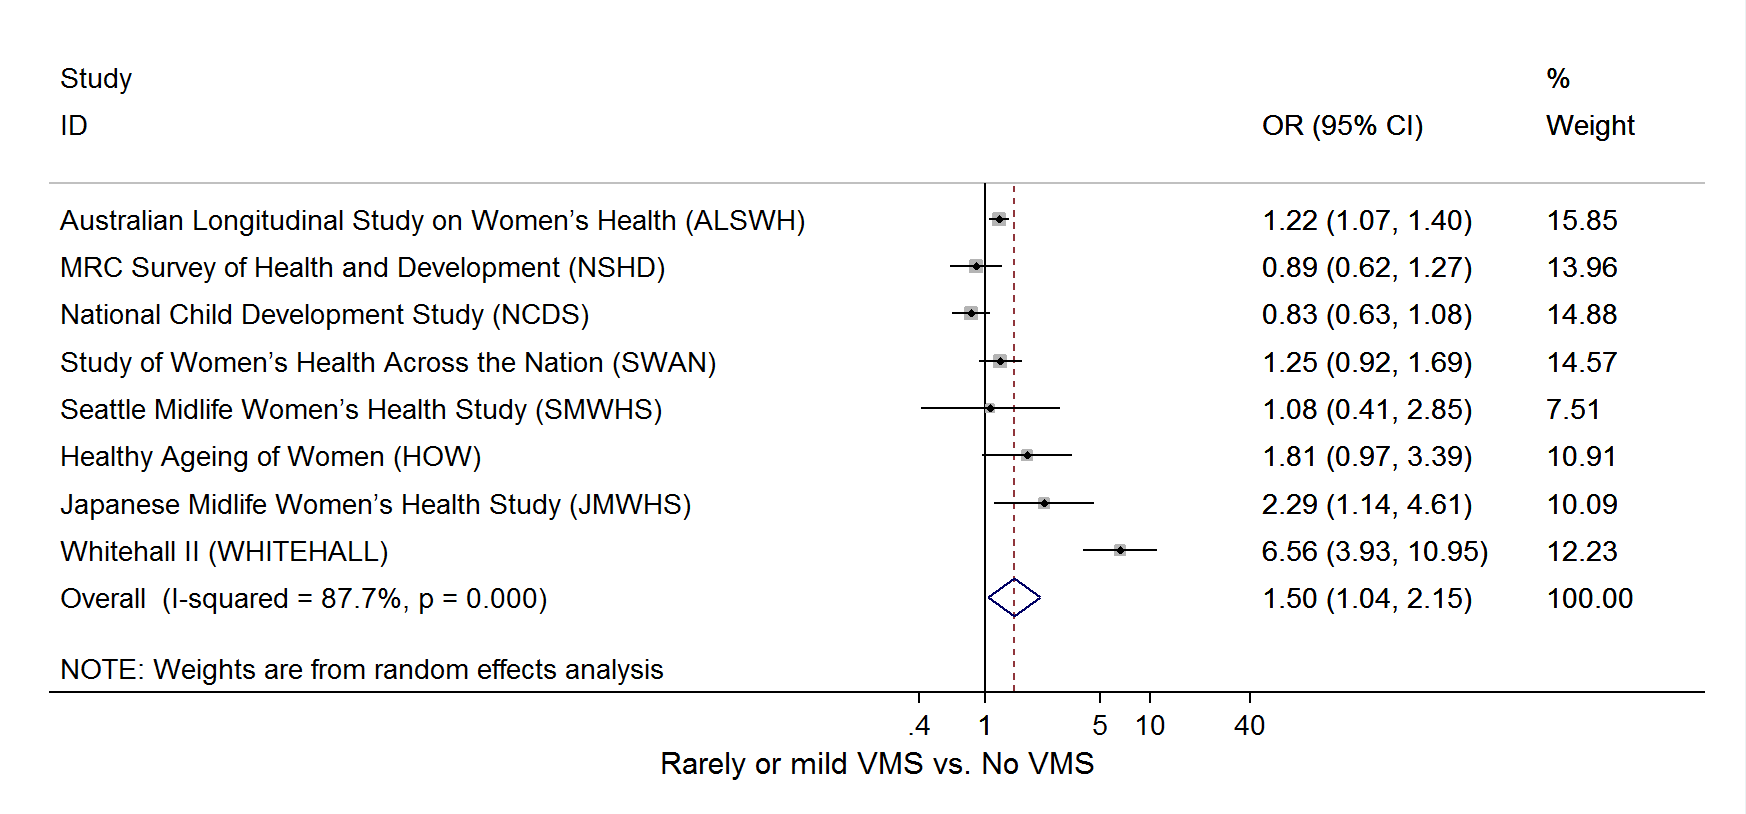 Study %
ID OR (95% CI) Weight
Australian Longitudinal Study on Women’s Health (ALSWH) 1.22 (1.07, 1.40) 15.85
MRC Survey of Health and Development (NSHD) 0.89 (0.62, 1.27) 13.96
National Child Development Study (NCDS) 0.83 (0.63, 1.08) 14.88
Study of Women’s Health Across the Nation (SWAN) 1.25 (0.92, 1.69) 14.57
Seattle Midlife Women’s Health Study (SMWHS) 1.08 (0.41, 2.85) 7.51
Healthy Ageing of Women (HOW) 1.81 (0.97, 3.39) 10.91
Japanese Midlife Women’s Health Study (JMWHS) 2.29 (1.14, 4.61) 10.09
Whitehall II (WHITEHALL) 6.56 (3.93, 10.95) 12.23
Overall (I-squared = 87.7%, p = 0.000) 1.50 (1.04, 2.15) 100.00
NOTE: Weights are from random effects analysis
.4 1 5 10 40
Rarely or mild VMS vs. No VMS